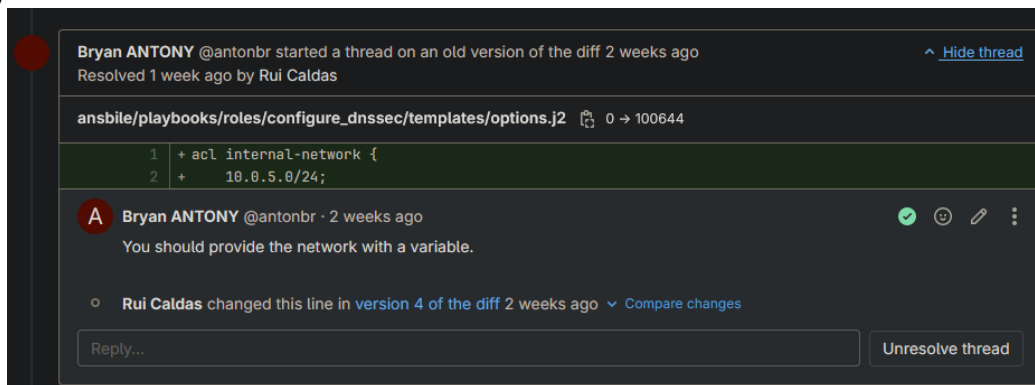 Bryan ANTONY @antonbr started a thread on an old version of the diff 2 weeks ago
Hide thread
Resolved 1 week ago by Rui Caldas
ansbile/playbooks/roles/configure_dnssec/templates/options.j2 0 → 100644
1 + acl internal-network {
2 + 10.0.5.0/24;
A Bryan ANTONY @antonbr · 2 weeks ago
You should provide the network with a variable.
Rui Caldas changed this line in version 4 of the diff 2 weeks ago Compare changes
Reply...
Unresolve thread